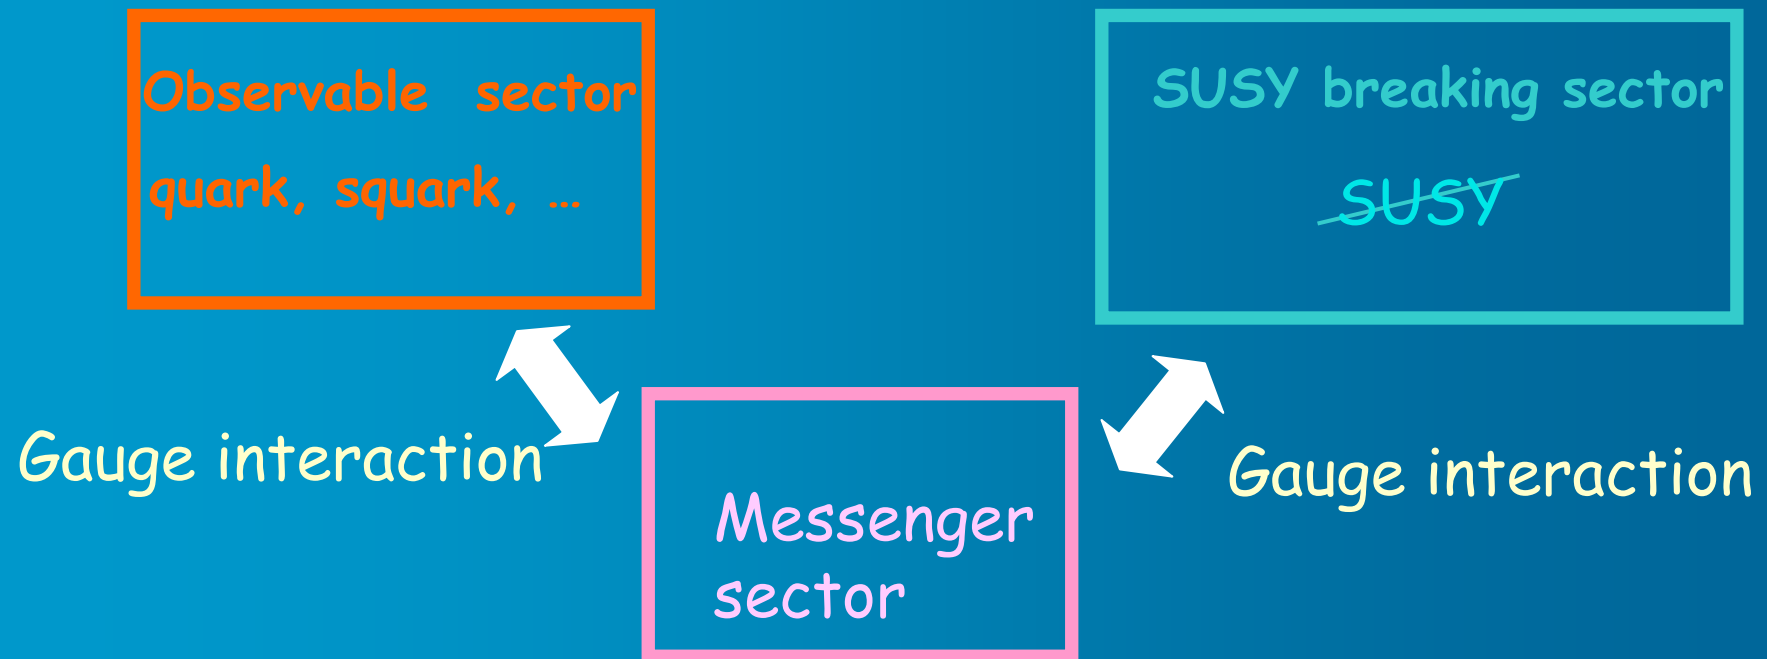 Observable sector
quark, squark, ...
SUSY breaking sector
SUSY
Gauge interaction
Gauge interaction
Messenger
sector